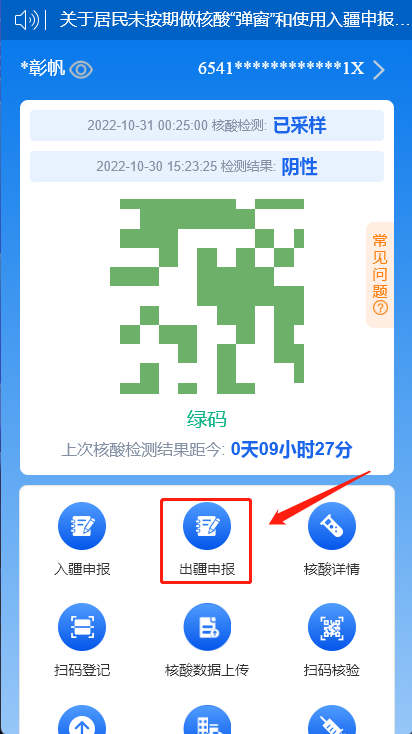 关于居民未按期做核酸“弹窗”和使用入疆申报...
*彰帆
6541************1X
2022-10-31 00:25:00 核酸检测: 已采样
2022-10-30 15:23:25 检测结果: 阴性
常见问题?
绿码
上次核酸检测结果距今: 0天09小时27分
入疆申报 出疆申报 核酸详情
扫码登记 核酸数据上传 扫码核验